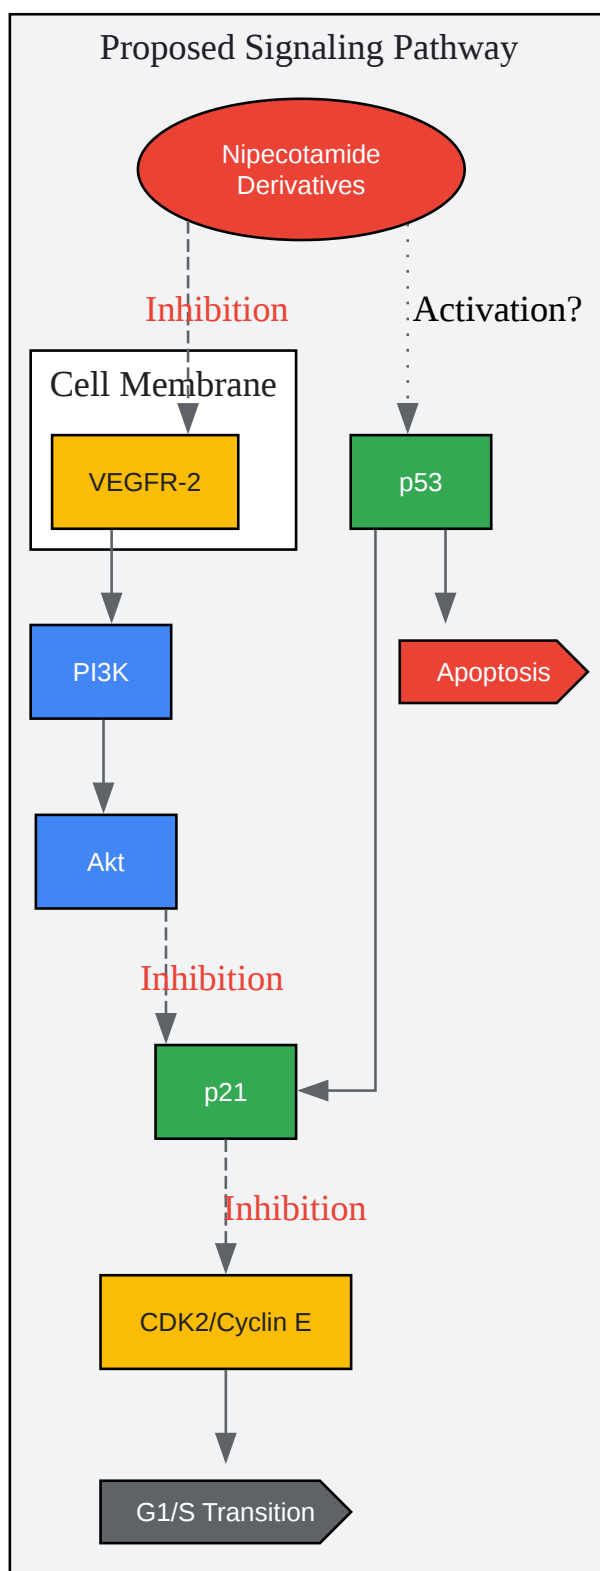 Proposed Signaling Pathway
Nipecotamide
Derivatives
Inhibition
Activation?
Cell Membrane
VEGFR-2
p53
PI3K
Apoptosis
Akt
Inhibition
p21
Inhibition
CDK2/Cyclin E
G1/S Transition